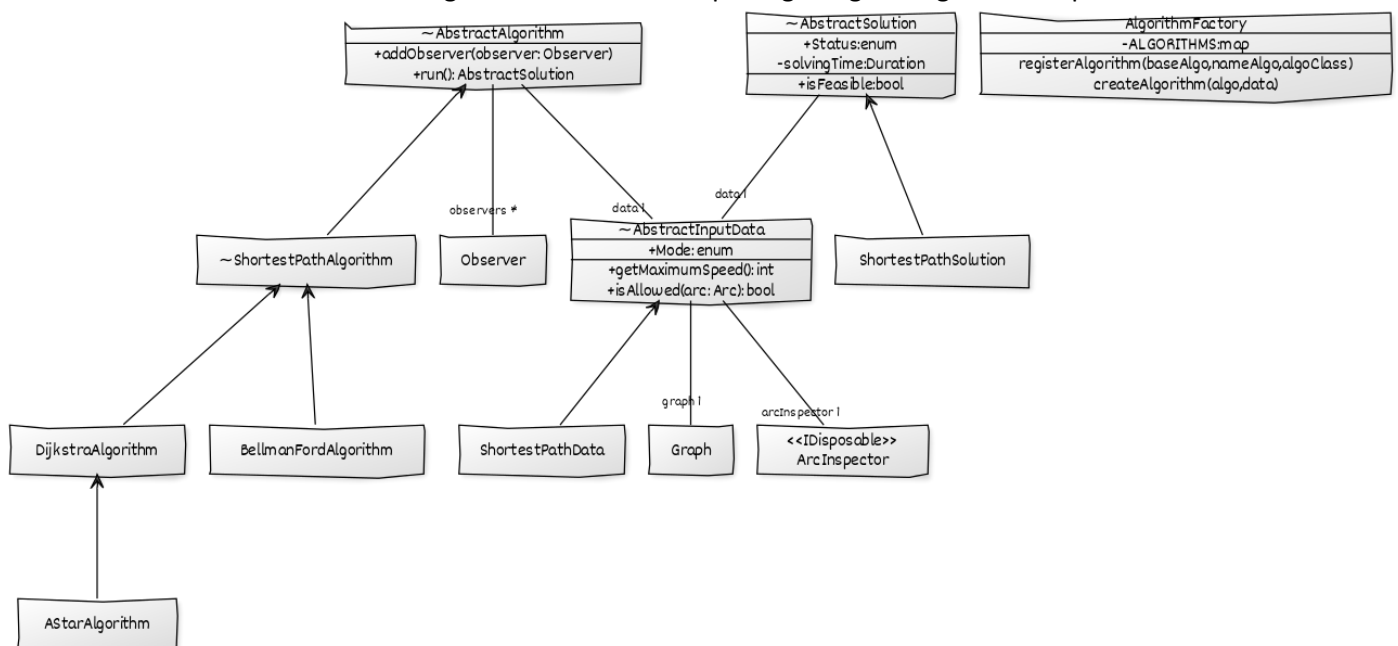 ~AbstractAlgorithm
+addObserver(observer: Observer)
+run(): AbstractSolution
~AbstractSolution
+Status:enum
-solvingTime:Duration
+isFeasible:bool
AlgorithmFactory
-ALGORITHMS:map
registerAlgorithm(baseAlgo,nameAlgo,algoClass)
createAlgorithm(algo,data)
observers *
data 1
data 1
~ShortestPathAlgorithm
Observer
~AbstractInputData
+Mode: enum
+getMaximumSpeed(): int
+isAllowed(arc: Arc): bool
ShortestPathSolution
graph 1
arcInspector 1
DijkstraAlgorithm
BellmanFordAlgorithm
ShortestPathData
Graph
<<IDisposable>>
ArcInspector
AStarAlgorithm